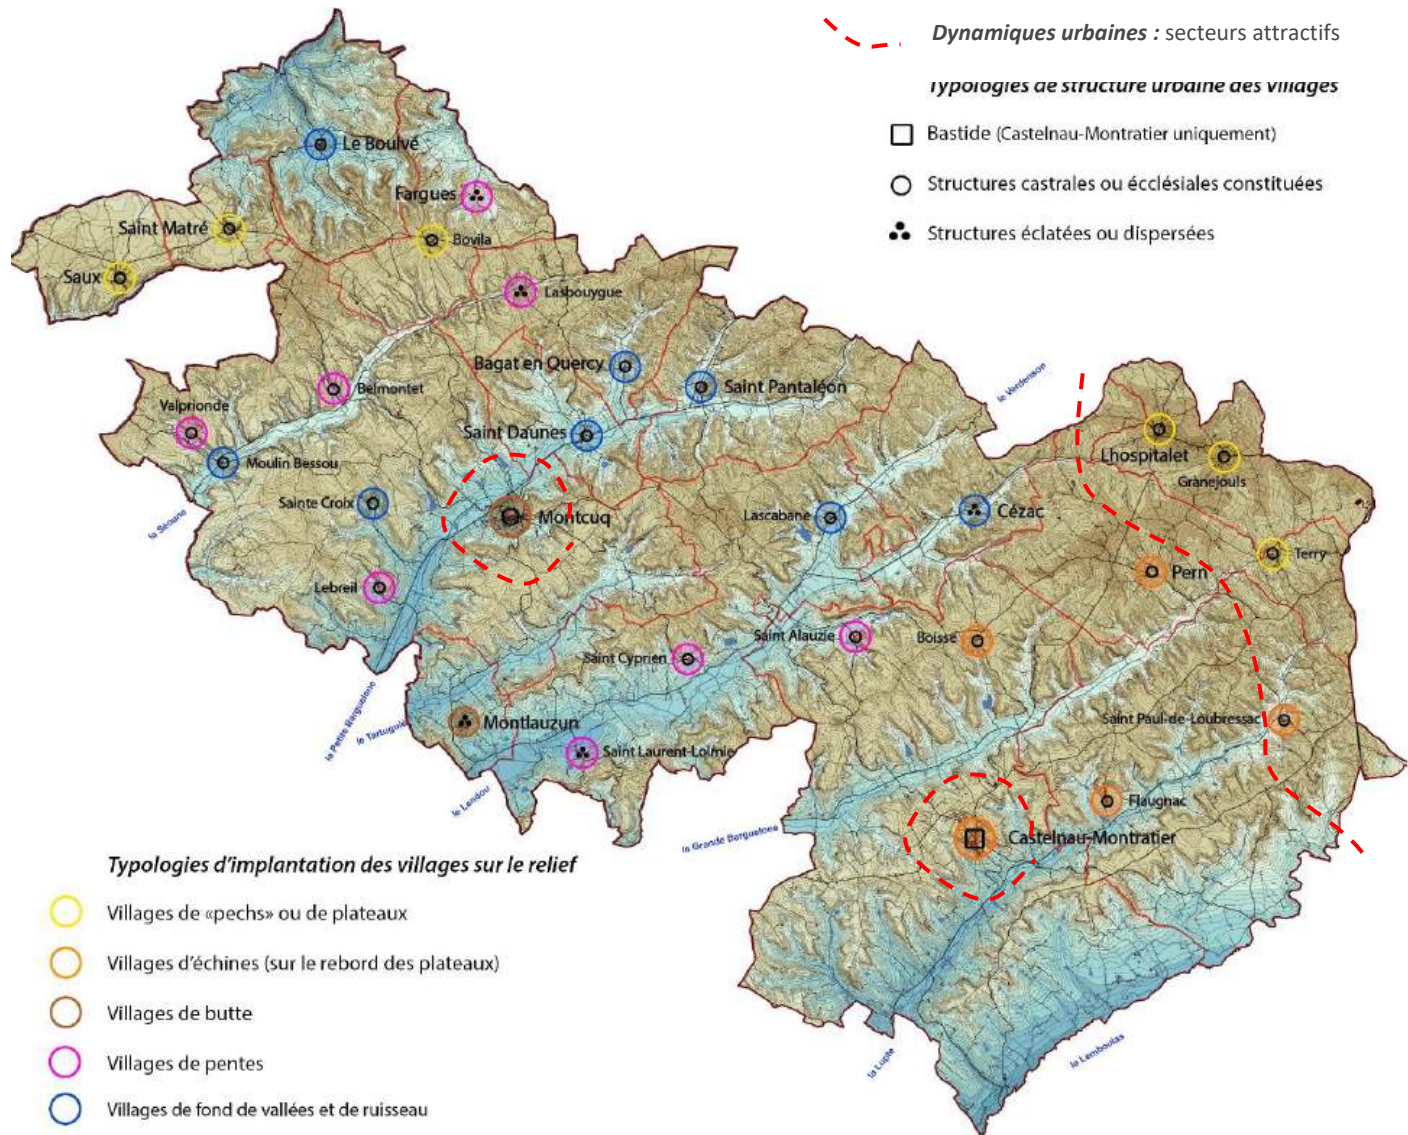 Dynamiques urbaines : secteurs attractifs
Typologies de structure urbaine des villages
Bastide (Castelnau-Montratier uniquement)
Structures castrales ou écclésiales constituées
Structures éclatées ou dispersées
Le Boulvé
Fargues
Saint Matré
Bovila
Saux
Lasbouygue
Bagat en Quercy
Saint Pantaléon
Belmontet
Valprionde
Saint Daunes
Moulin Bessou
Sainte Croix
Montcuq
Lascabane
Cézac
le Verdanson
Lhospitalet
Granejouls
Terry
Pern
la Séoune
Lebreil
Saint Alauzie
Boisse
Saint Cyprien
Saint Paul-de-Loubressac
la Petite Barguelone
le Tartuguie
Montlauzun
Saint Laurent-Lolmie
le Lendou
Flaugnac
la Grande Barguelone
Castelnau-Montratier
la Lupte
le Lemboulas
Typologies d'implantation des villages sur le relief
Villages de «pechs» ou de plateaux
Villages d'échines (sur le rebord des plateaux)
Villages de butte
Villages de pentes
Villages de fond de vallées et de ruisseau